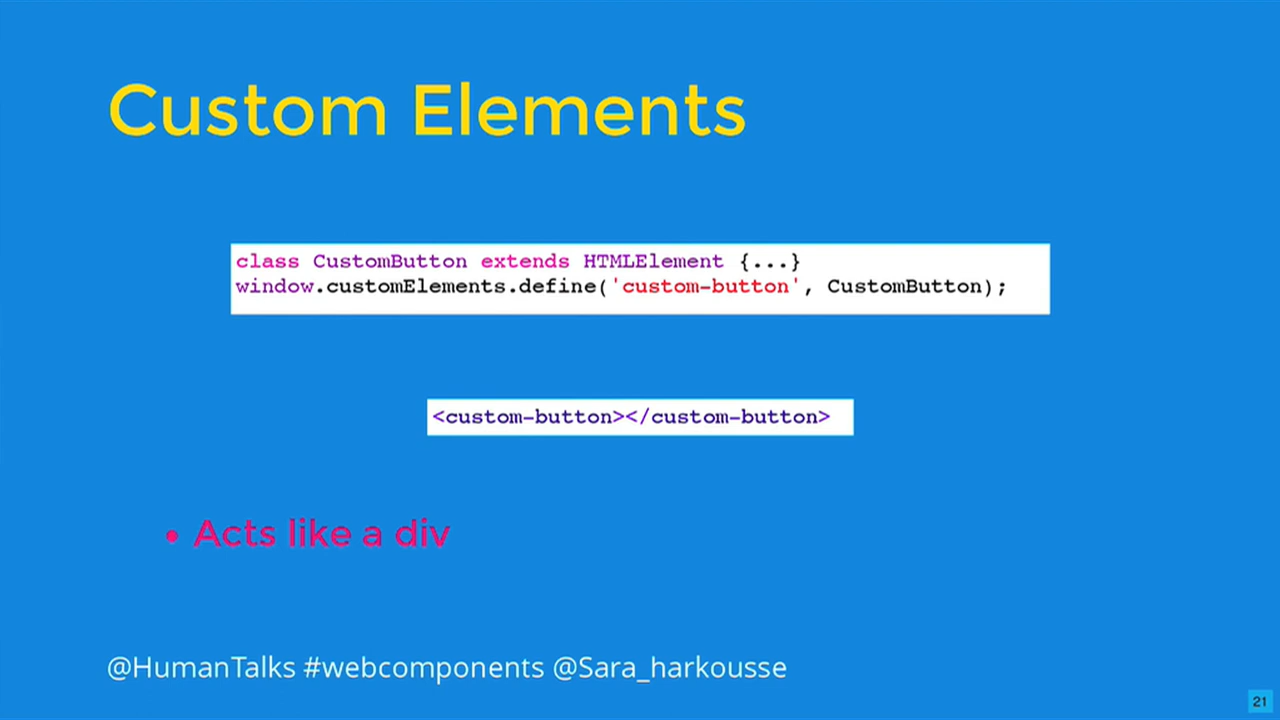 Custom Elements
class CustomButton extends HTMLElement {...}
window.customElements.define('custom-button', CustomButton);
<custom-button></custom-button>
• Acts like a div
@HumanTalks #webcomponents @Sara_harkousse
21